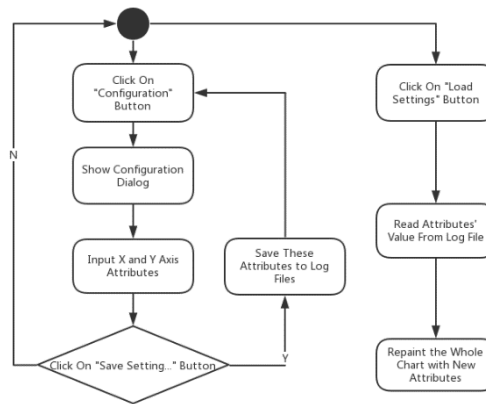 Click On
"Configuration"
Button
Click On "Load
Settings" Button
N
Show Configuration
Dialog
Read Attributes'
Value From Log File
Input X and Y Axis
Attributes
Save These
Attributes to Log
Files
Click On "Save Setting..." Button
Y
Repaint the Whole
Chart with New
Attributes